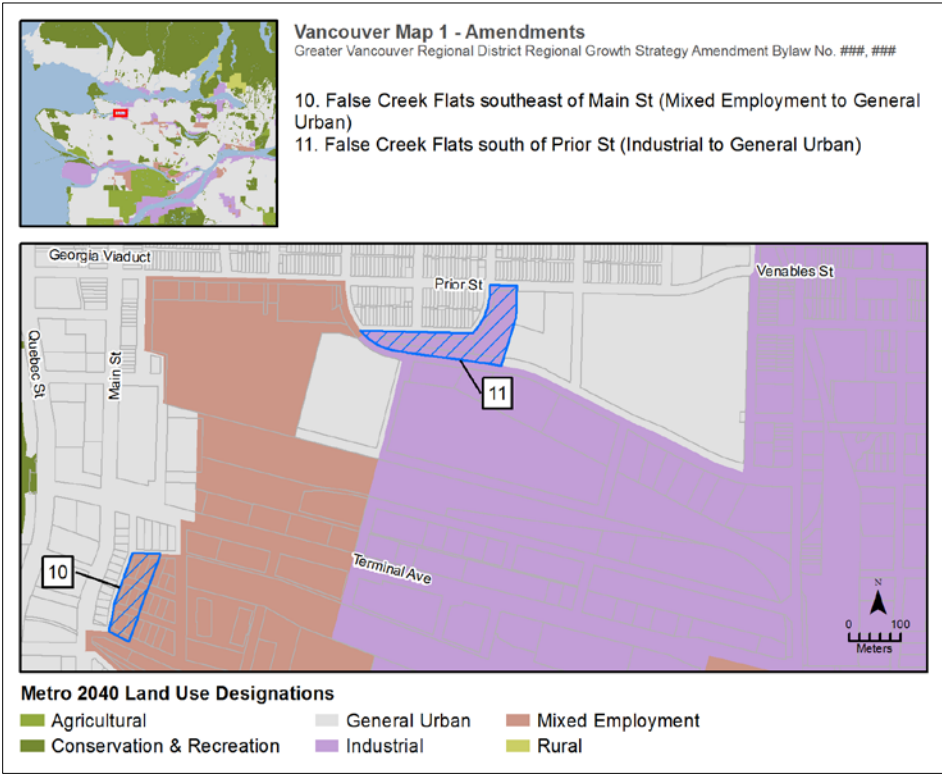 Vancouver Map 1 - Amendments
Greater Vancouver Regional District Regional Growth Strategy Amendment Bylaw No. ###, ###
10. False Creek Flats southeast of Main St (Mixed Employment to General
Urban)
11. False Creek Flats south of Prior St (Industrial to General Urban)
Georgia Viaduct
Prior St
Venables St
Quebec St
Main St
11
10
Terminal Ave
N
0 100
Meters
Metro 2040 Land Use Designations
Agricultural
General Urban
Mixed Employment
Conservation & Recreation
Industrial
Rural